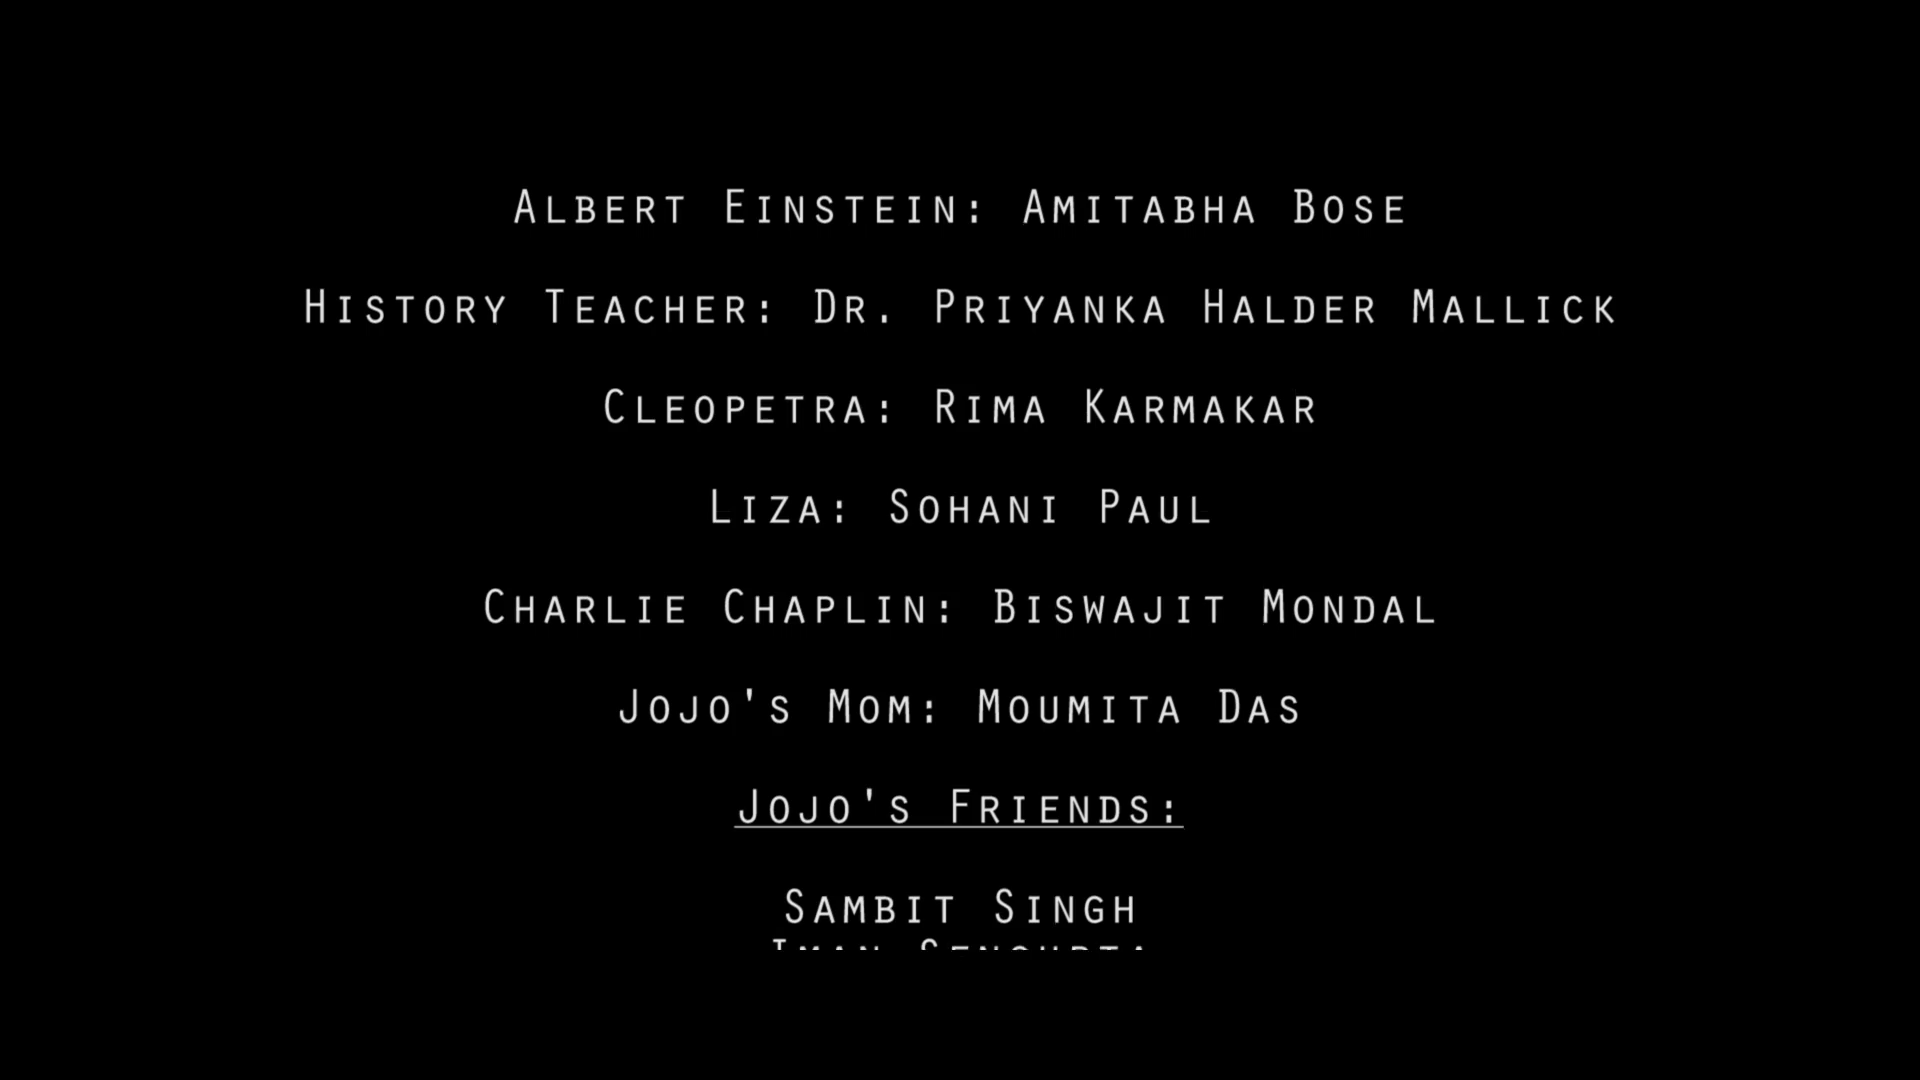 Albert Einstein: Amitabha Bose
History Teacher: Dr. Priyanka Halder Mallick
Cleopetra: Rima Karmakar
Liza: Sohani Paul
Charlie Chaplin: Biswajit Mondal
Jojo's Mom: Moumita Das
Jojo's Friends:
Sambit Singh